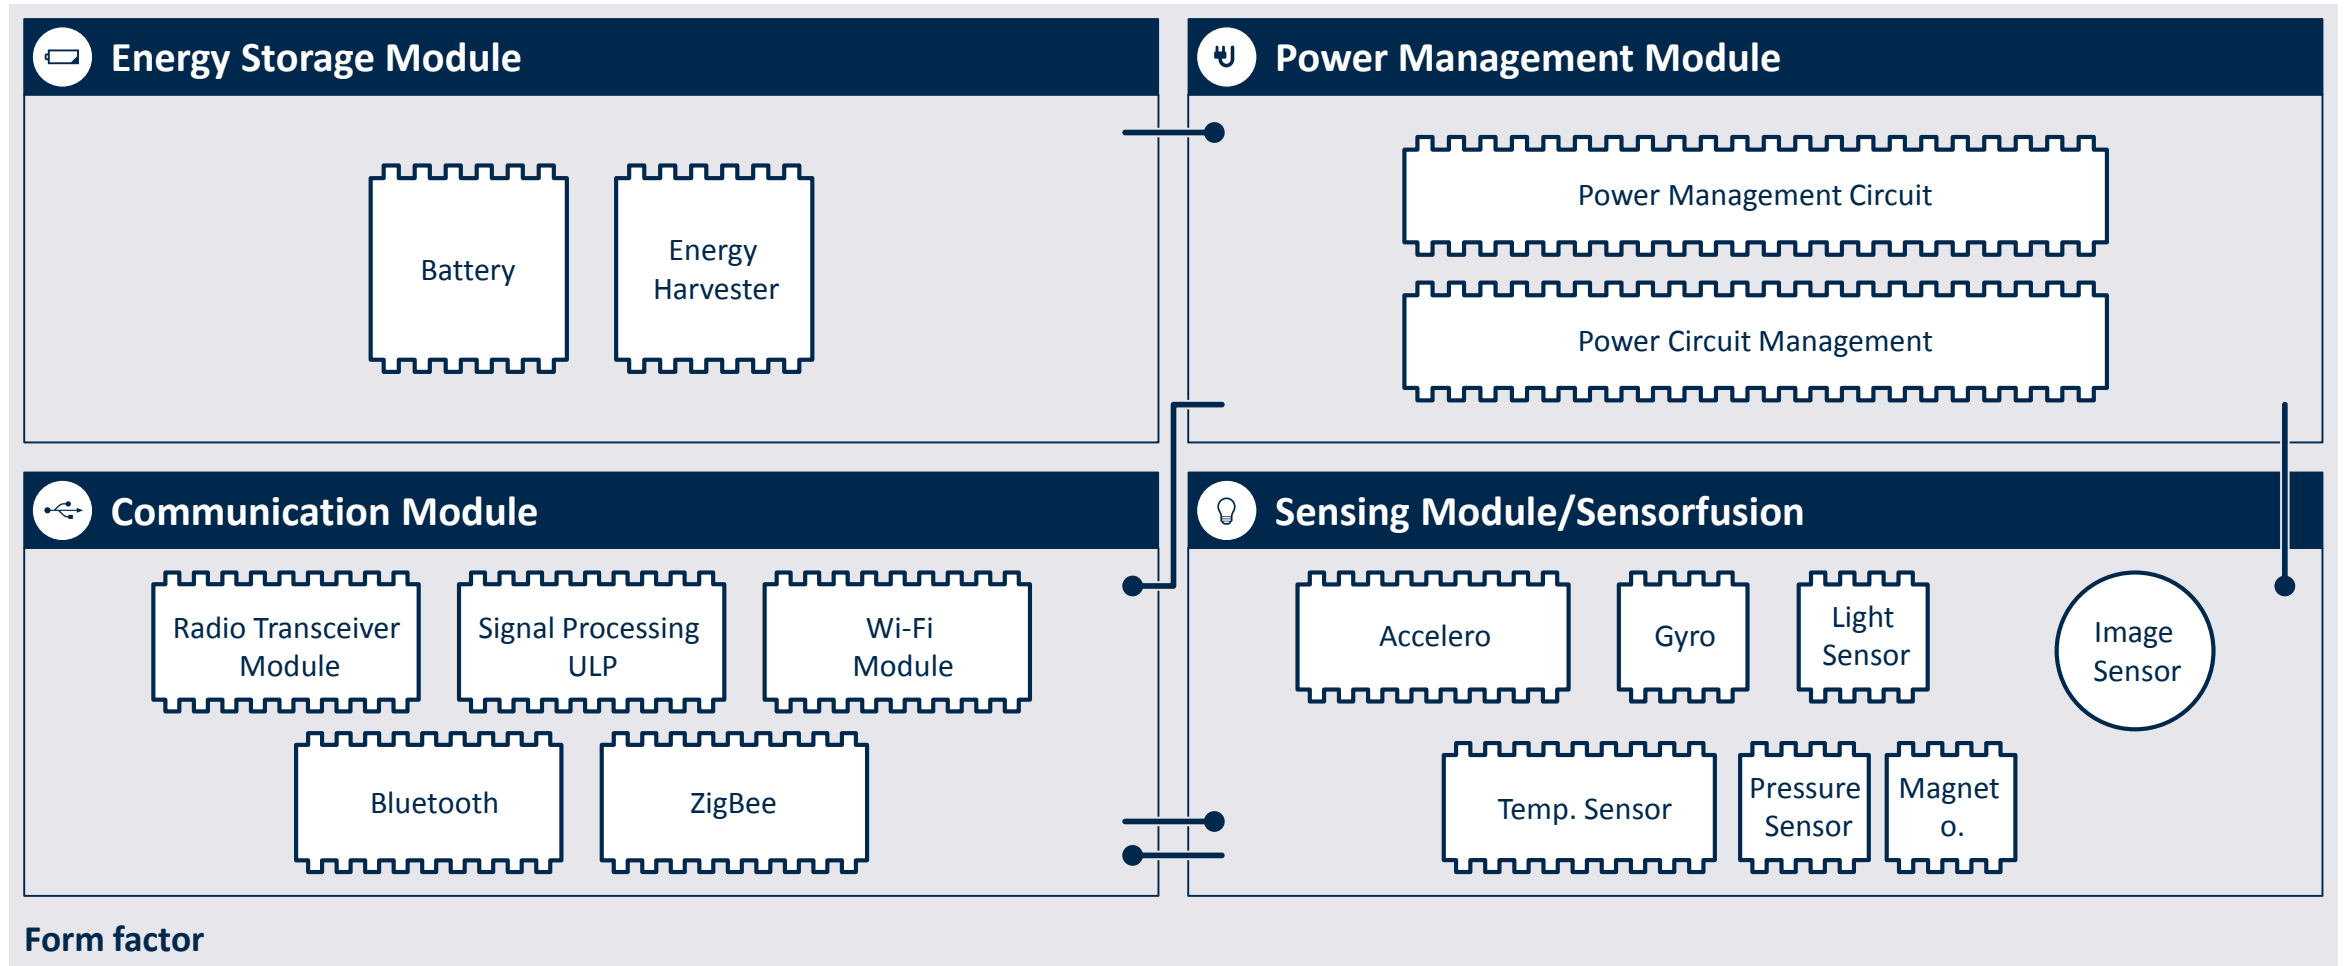 Energy Storage Module
Battery
Energy
Harvester
Power Management Module
Power Management Circuit
Power Circuit Management
Communication Module
Radio Transceiver
Module
Signal Processing
ULP
Wi-Fi
Module
Bluetooth
ZigBee
Sensing Module/Sensorfusion
Accelero
Gyro
Light
Sensor
Image
Sensor
Temp. Sensor
Pressure
Sensor
Magnet
o.
Form factor